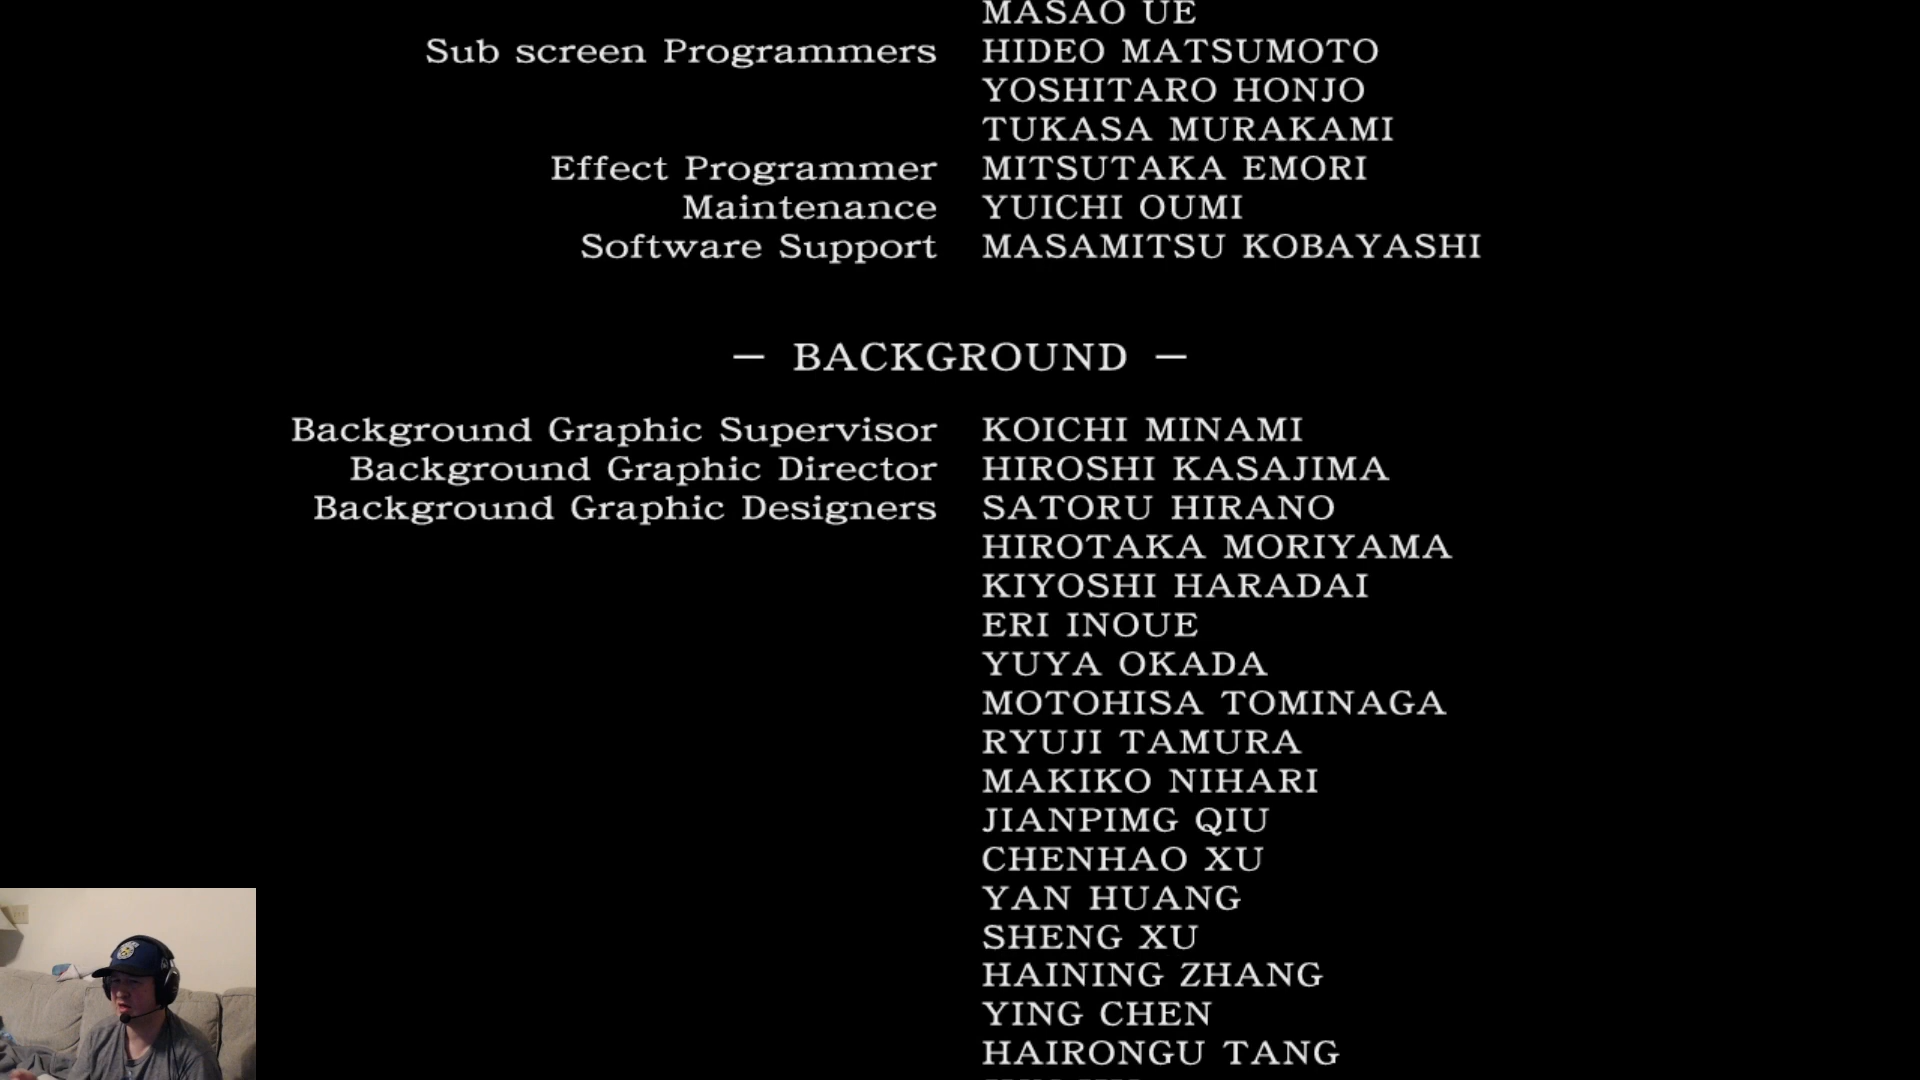 MASAO UE
Sub screen Programmers HIDEO MATSUMOTO
YOSHITARO HONJO
TUKASA MURAKAMI
Effect Programmer MITSUTAKA EMORI
Maintenance YUICHI OUMI
Software Support MASAMITSU KOBAYASHI
— BACKGROUND —
Background Graphic Supervisor KOICHI MINAMI
Background Graphic Director HIROSHI KASAJIMA
Background Graphic Designers SATORU HIRANO
HIROTAKA MORIYAMA
KIYOSHI HARADAI
ERI INOUE
YUYA OKADA
MOTOHISA TOMINAGA
RYUJI TAMURA
MAKIKO NIHARI
JIANPIMG QIU
CHENHAO XU
YAN HUANG
SHENG XU
HAINING ZHANG
YING CHEN
HAIRONGU TANG